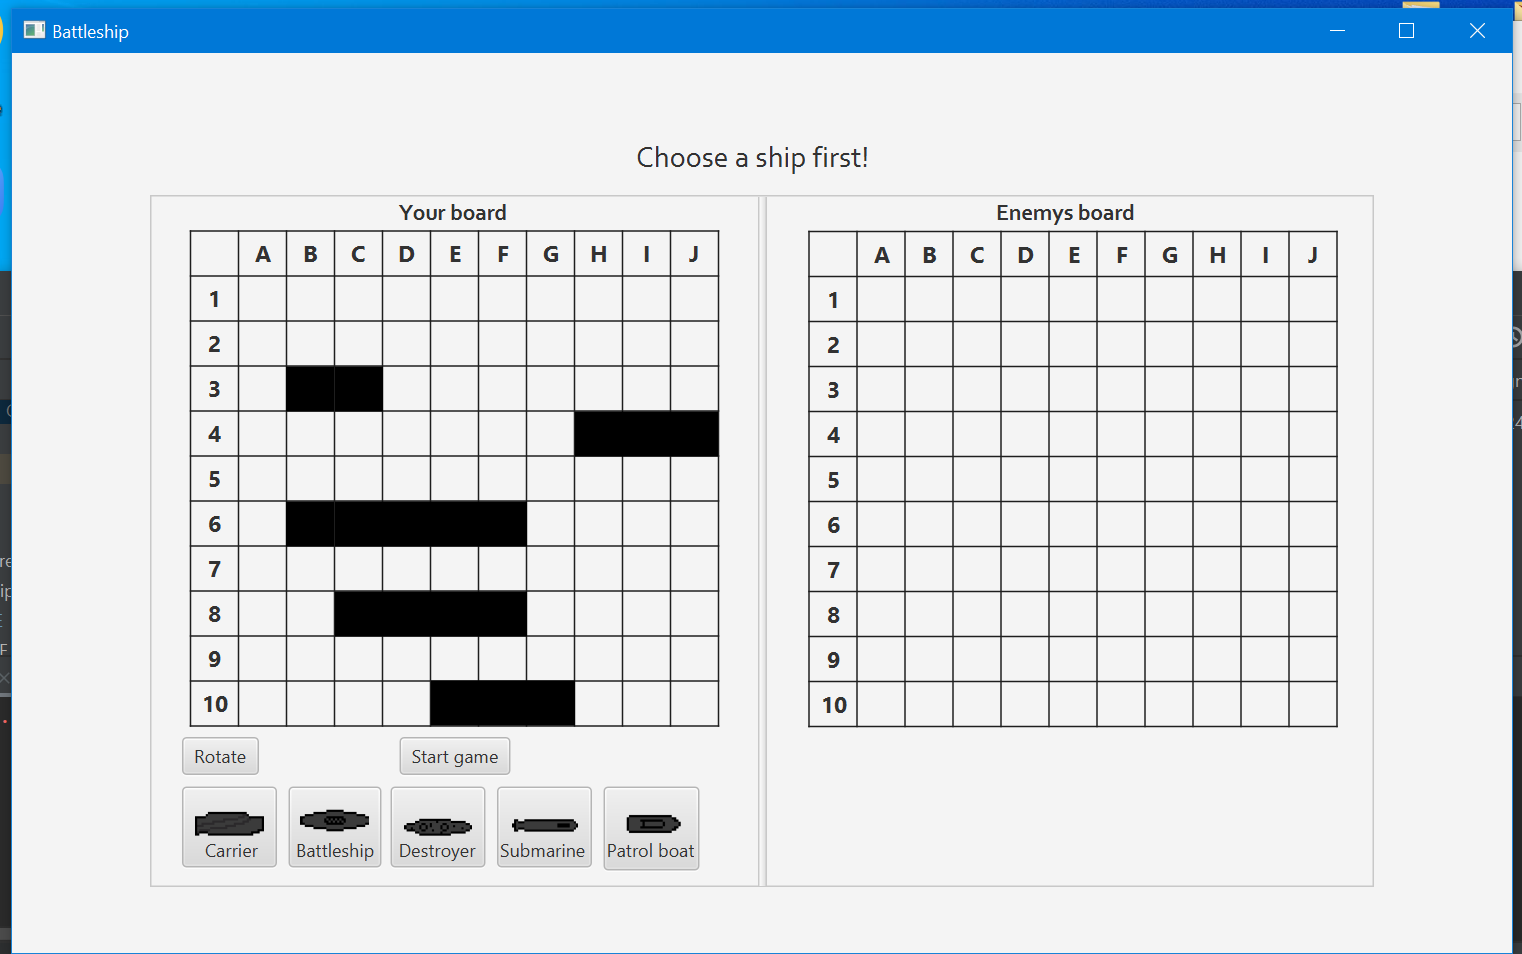 Battleship
Choose a ship first!
Your board
A B C D E F G H I J
1
2
3
4
5
6
7
8
9
10
Rotate
Start game
Carrier
Battleship
Destroyer
Submarine
Patrol boat
Enemys board
A B C D E F G H I J
1
2
3
4
5
6
7
8
9
10